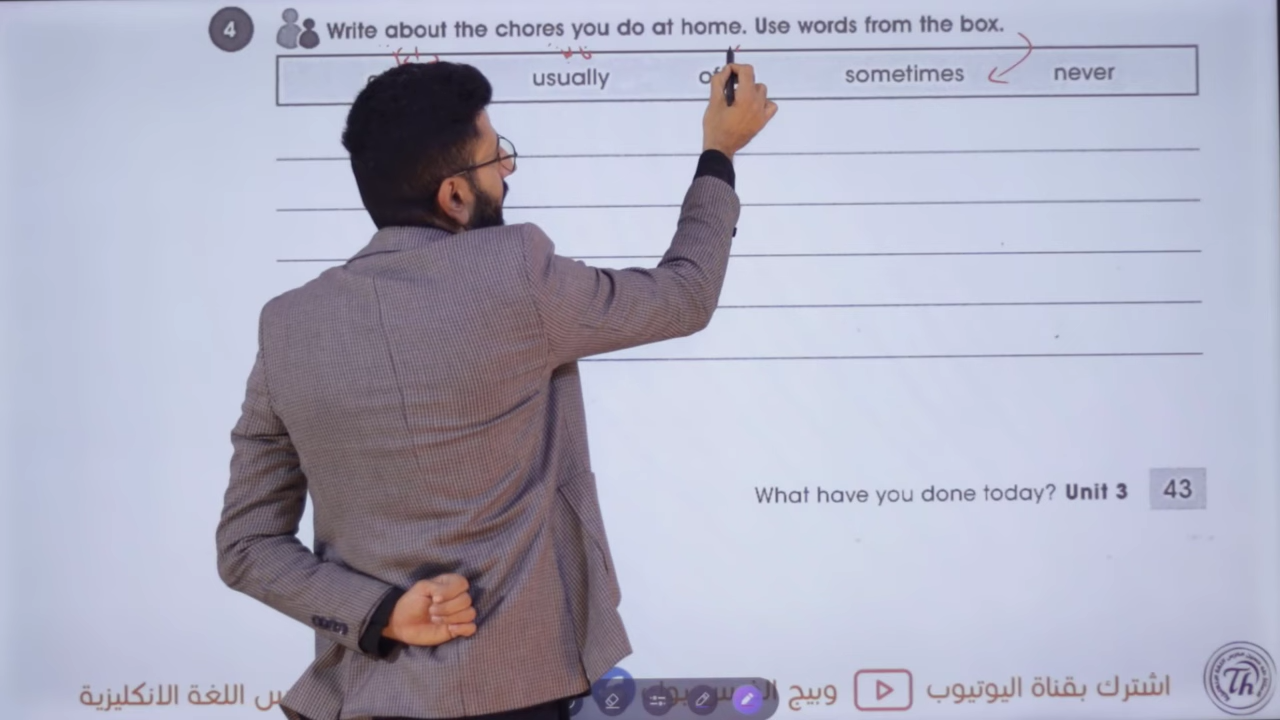 4 Write about the chores you do at home. Use words from the box.
usually sometimes never
What have you done today? Unit 3 43
اشترك بقناة اليوتيوب وبيج اللغة الانكليزية
Th